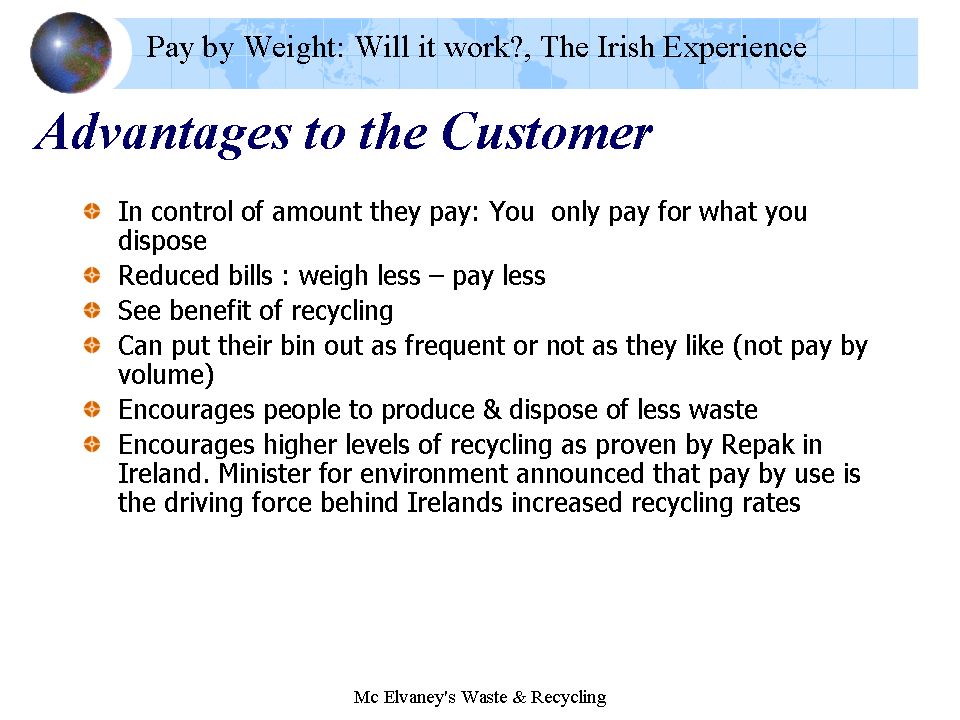 Pay by Weight: Will it work?, The Irish Experience
Advantages to the Customer
In control of amount they pay: You  only pay for what you
dispose
Reduced bills : weigh less – pay less
See benefit of recycling
Can put their bin out as frequent or not as they like (not pay by
volume)
Encourages people to produce & dispose of less waste
Encourages higher levels of recycling as proven by Repak in
Ireland. Minister for environment announced that pay by use is
the driving force behind Irelands increased recycling rates
Mc Elvaney's Waste & Recycling